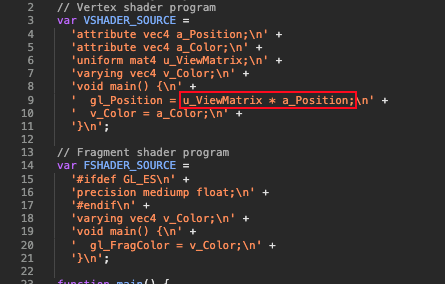 2 // Vertex shader program
3 var VSHADER_SOURCE =
4 'attribute vec4 a_Position;\n' +
5 'attribute vec4 a_Color;\n' +
6 'uniform mat4 u_ViewMatrix;\n' +
7 'varying vec4 v_Color;\n' +
8 'void main() {\n' +
9 '  gl_Position = u_ViewMatrix * a_Position;\n' +
10 '  v_Color = a_Color;\n' +
11 '}\n';
12
13 // Fragment shader program
14 var FSHADER_SOURCE =
15 '#ifdef GL_ES\n' +
16 'precision mediump float;\n' +
17 '#endif\n' +
18 'varying vec4 v_Color;\n' +
19 'void main() {\n' +
20 '  gl_FragColor = v_Color;\n' +
21 '}\n';
22
23 function main() {